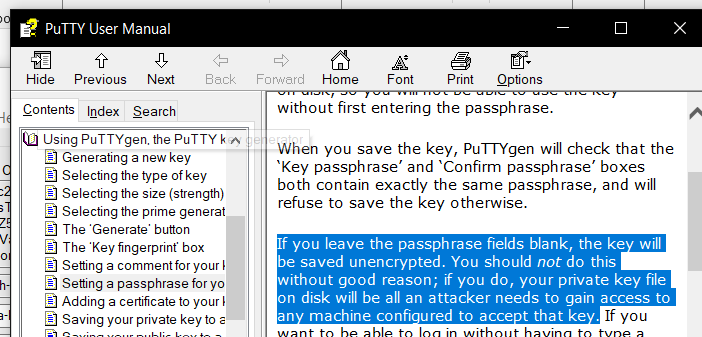 PuTTY User Manual
Hide Previous Next Back Forward Home Font Print Options
Contents Index Search
Using PuTTYgen, the PuTTY key generator
Generating a new key
Selecting the type of key
Selecting the size (strength)
Selecting the prime generat
The 'Generate' button
The 'Key fingerprint' box
Setting a comment for your k
Setting a passphrase for yo
Adding a certificate to your k
Saving your private key to a
Saving your public key to a
on disk, so you will not be able to use the key
without first entering the passphrase.
When you save the key, PuTTYgen will check that the
‘Key passphrase’ and ‘Confirm passphrase’ boxes
both contain exactly the same passphrase, and will
refuse to save the key otherwise.
If you leave the passphrase fields blank, the key will
be saved unencrypted. You should not do this
without good reason; if you do, your private key file
on disk will be all an attacker needs to gain access to
any machine configured to accept that key. If you
want to be able to log in without having to type a